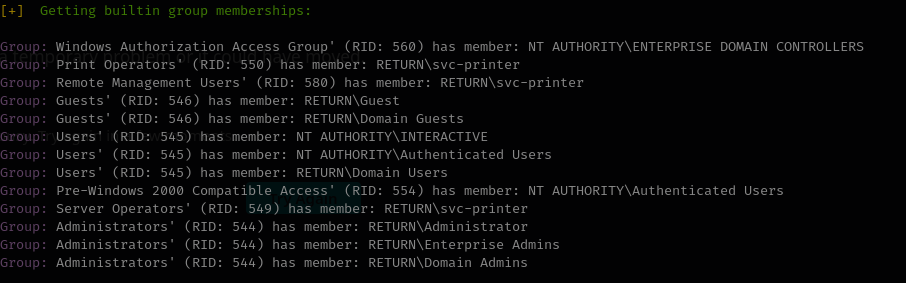 [+]  Getting builtin group memberships:
Group: Windows Authorization Access Group' (RID: 560) has member: NT AUTHORITY\ENTERPRISE DOMAIN CONTROLLERS
Group: Print Operators' (RID: 550) has member: RETURN\svc-printer
Group: Remote Management Users' (RID: 580) has member: RETURN\svc-printer
Group: Guests' (RID: 546) has member: RETURN\Guest
Group: Guests' (RID: 546) has member: RETURN\Domain Guests
Group: Users' (RID: 545) has member: NT AUTHORITY\INTERACTIVE
Group: Users' (RID: 545) has member: NT AUTHORITY\Authenticated Users
Group: Users' (RID: 545) has member: RETURN\Domain Users
Group: Pre-Windows 2000 Compatible Access' (RID: 554) has member: NT AUTHORITY\Authenticated Users
Group: Server Operators' (RID: 549) has member: RETURN\svc-printer
Group: Administrators' (RID: 544) has member: RETURN\Administrator
Group: Administrators' (RID: 544) has member: RETURN\Enterprise Admins
Group: Administrators' (RID: 544) has member: RETURN\Domain Admins